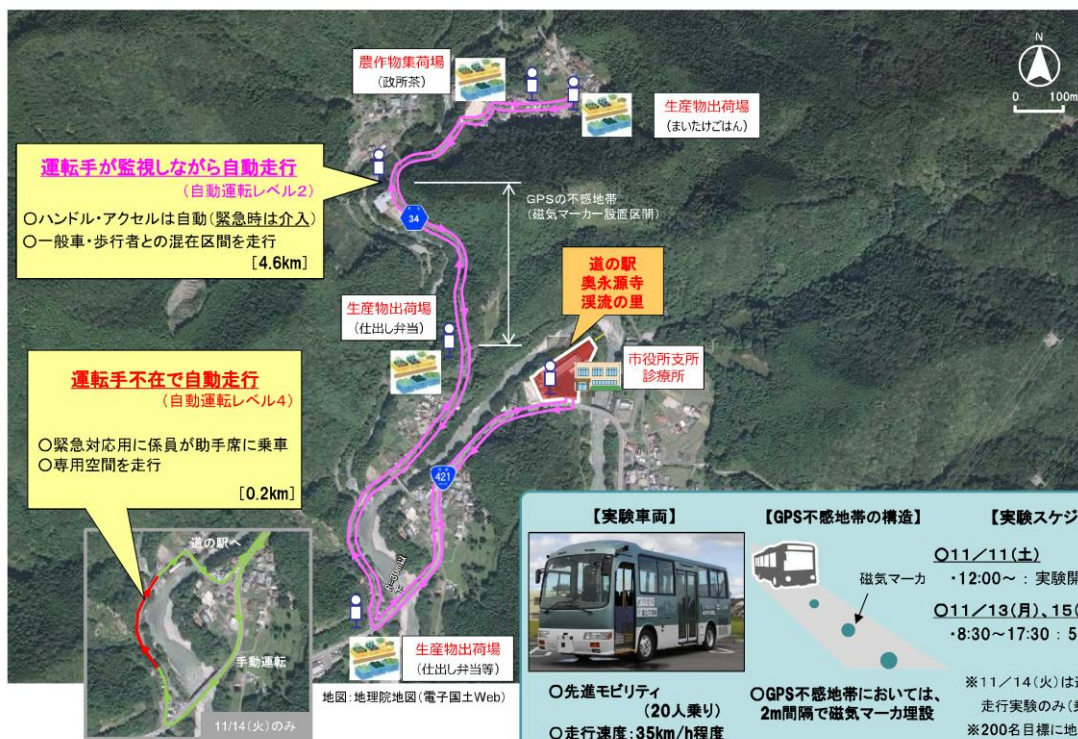 農作物集荷場
(政所茶)
生産物出荷場
(まいたけごはん)
N
0 100m
運転手が監視しながら自動走行
(自動運転レベル2)
○ハンドル・アクセルは自動(緊急時は介入)
○一般車・歩行者との混在区間を走行
[4.6km]
34
GPSの不感地帯
(磁気マーカー設置区間)
道の駅
奥永源寺
渓流の里
生産物出荷場
(仕出し弁当)
市役所支所
診療所
運転手不在で自動走行
(自動運転レベル4)
○緊急対応用に係員が助手席に乗車
○専用空間を走行
[0.2km]
421
道の駅へ
手動運転
11/14(火)のみ
生産物出荷場
(仕出し弁当等)
地図:地理院地図(電子国土Web)
【実験車両】
○先進モビリティ
(20人乗り)
○走行速度:35km/h程度
【GPS不感地帯の構造】
磁気マーカ
○GPS不感地帯においては、
2m間隔で磁気マーカ埋設
【実験スケジ
○11/11(土)
・12:00~ : 実験開
○11/13(月)、15(
・8:30~17:30 : 5
※11/14(火)は
走行実験のみ(
※200名目標に地